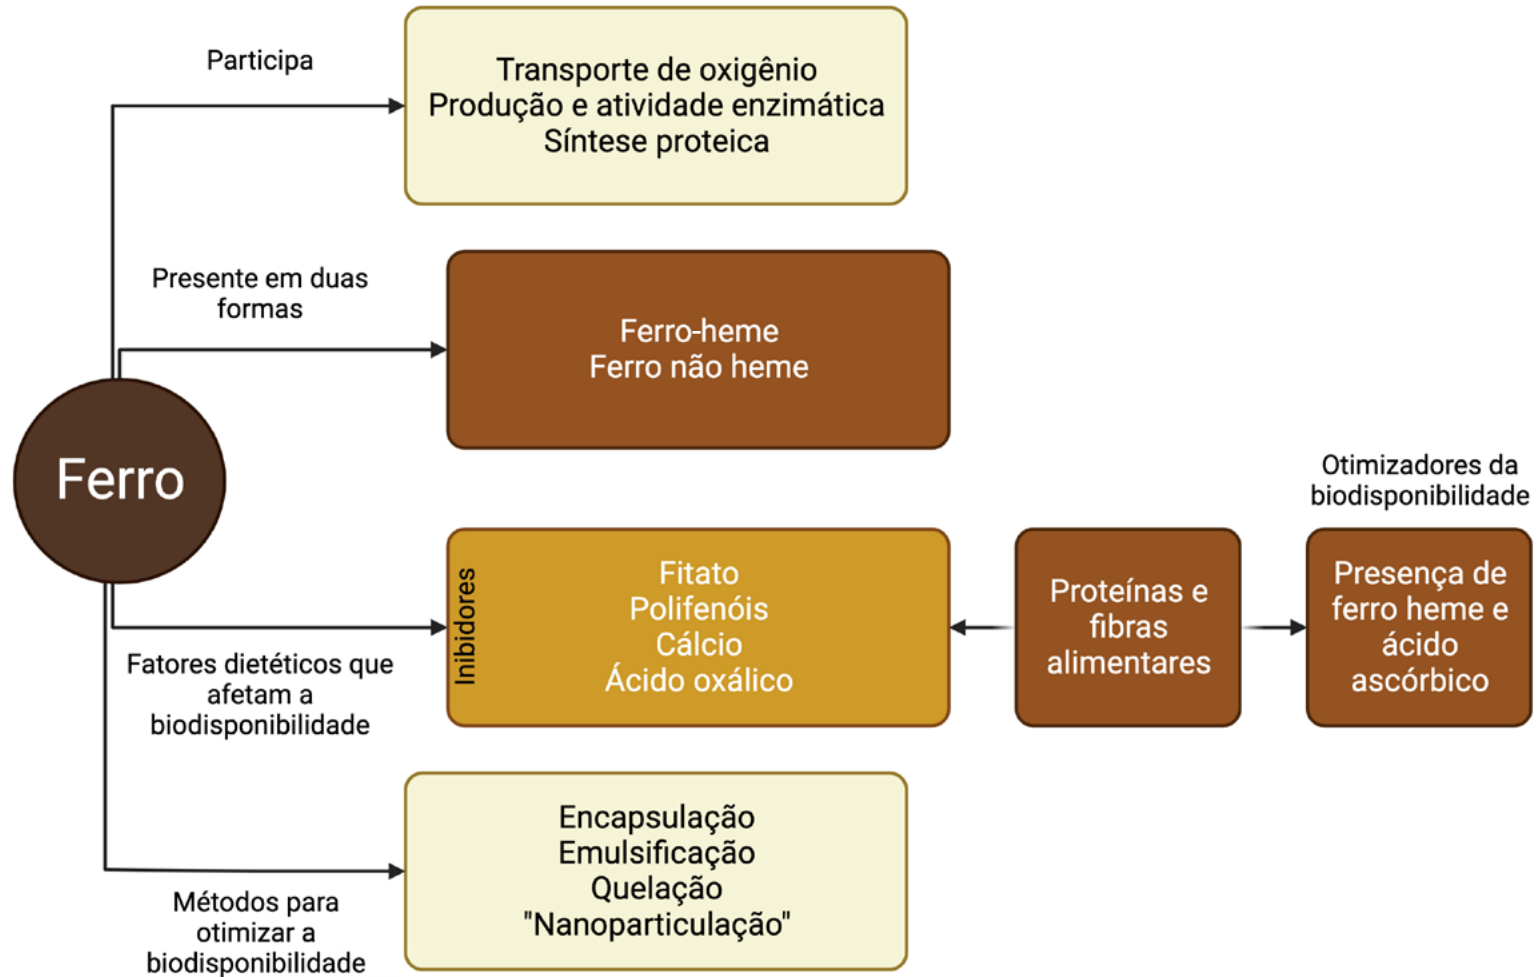 Participa
Transporte de oxigênio
Produção e atividade enzimática
Síntese proteica
Presente em duas
formas
Ferro-heme
Ferro não heme
Ferro
Fatores dietéticos que
afetam a
biodisponibilidade
Inibidores
Fitato
Polifenóis
Cálcio
Ácido oxálico
Proteínas e
fibras
alimentares
Otimizadores da
biodisponibilidade
Presença de
ferro heme e
ácido
ascórbico
Métodos para
otimizar a
biodisponibilidade
Encapsulação
Emulsificação
Quelação
"Nanoparticulação"